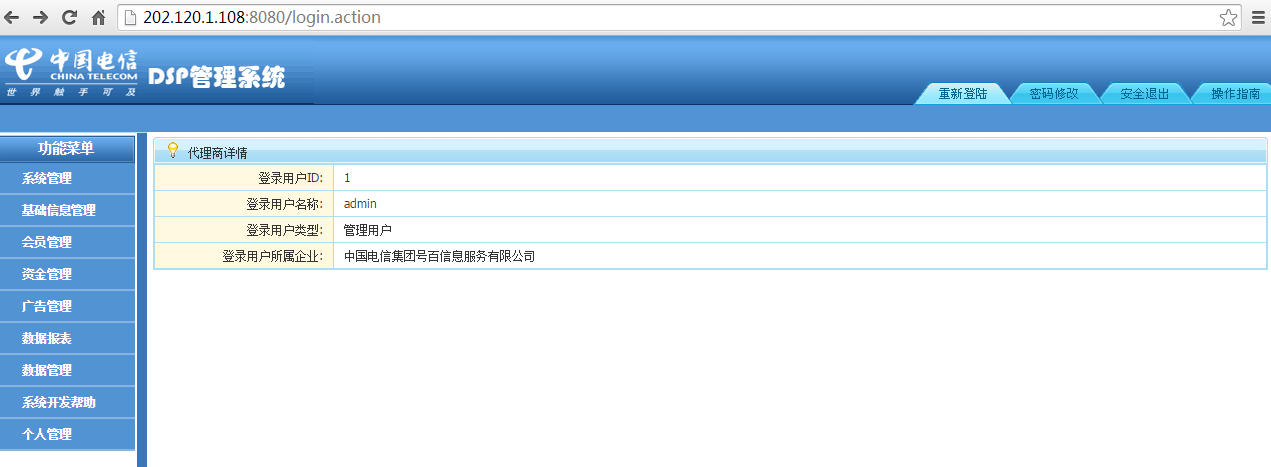 202.120.1.108:8080/login.action
中国电信
CHINA TELECOM
世界触手可及
DSP管理系统
重新登陆
密码修改
安全退出
操作指南
功能菜单
系统管理
基础信息管理
会员管理
资金管理
广告管理
数据报表
数据管理
系统开发帮助
个人管理
代理商详情
登录用户ID: 1
登录用户名称: admin
登录用户类型: 管理用户
登录用户所属企业: 中国电信集团号百信息服务有限公司